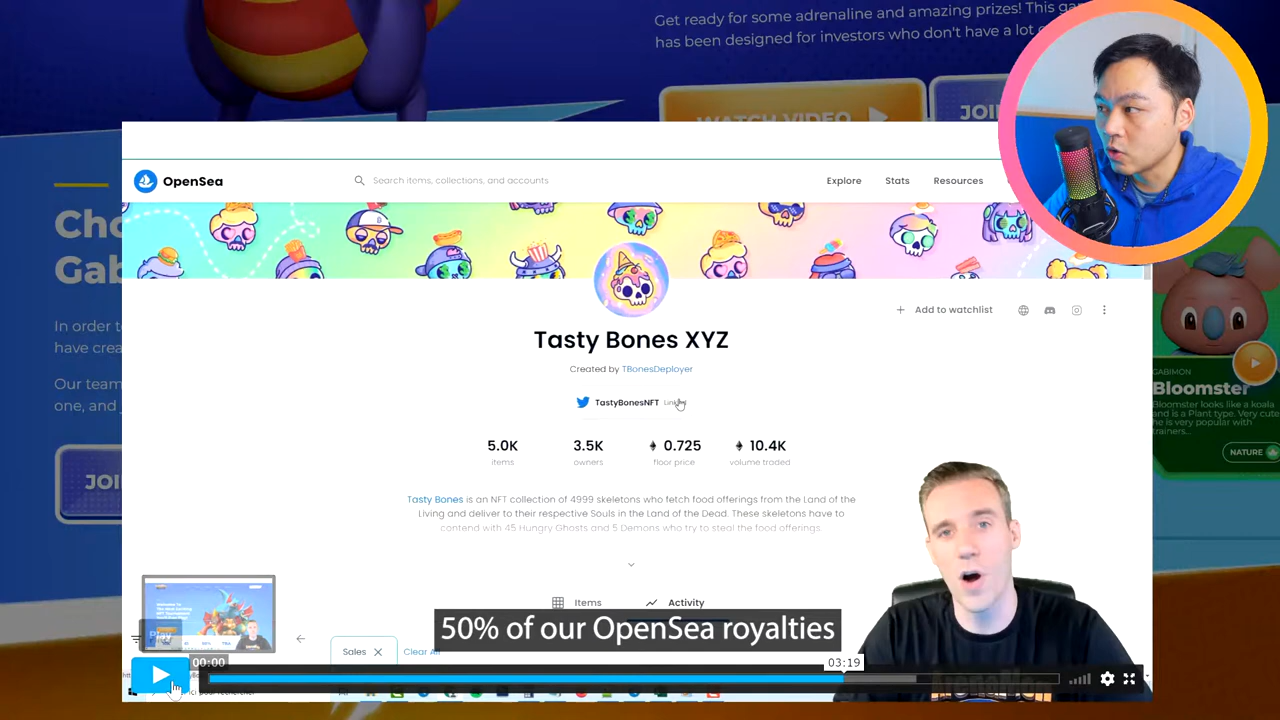 Get ready for some adrenaline and amazing prizes! This gam
has been designed for investors who don't have a lot o
WATCH VIDEO
JOIN
OpenSea
Search items, collections, and accounts
Explore
Stats
Resources
Add to watchlist
Tasty Bones XYZ
Created by TBonesDeployer
TastyBonesNFT
5.0K
3.5K
0.725
10.4K
items
owners
floor price
volume traded
Tasty Bones is an NFT collection of 4999 skeletons who fetch food offerings from the Land of the
Living and deliver to their respective Souls in the Land of the Dead. These skeletons have to
contend with 45 Hungry Ghosts and 5 Demons who try to steal the food offerings.
Items
Activity
50% of our OpenSea royalties
Sales
Clear All
Play
00:00
03:19
Cho
Gab
In order t
have crea
Our team
one, and
JOI
GABIMON
Bloomster
Bloomster looks like a koala
and is a Plant type. Very cute
he is very popular with
trainers...
NATURE